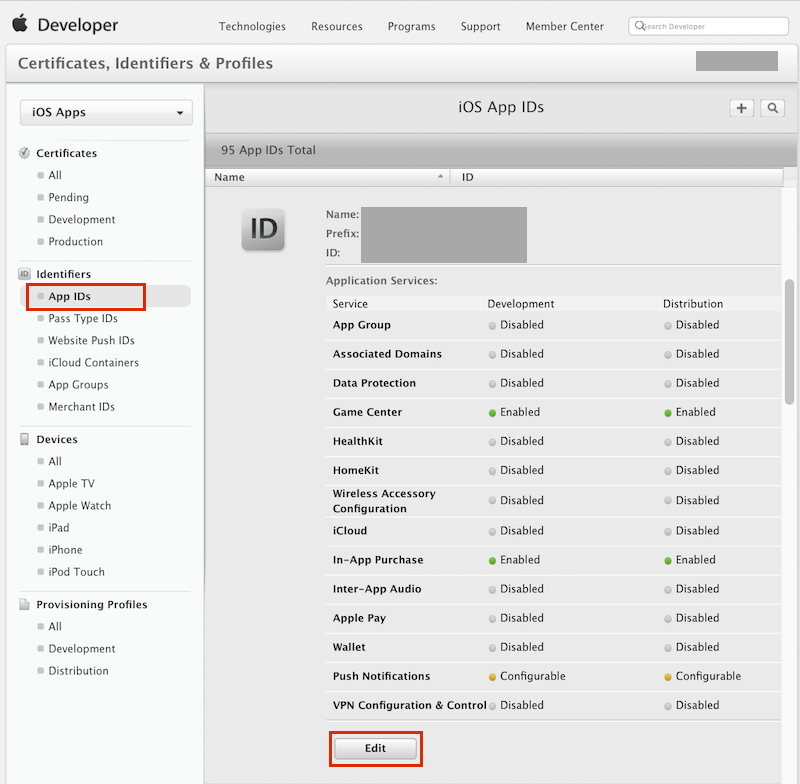 Developer
Technologies Resources Programs Support Member Center Search Developer
Certificates, Identifiers & Profiles
iOS Apps
Certificates
All
Pending
Development
Production
Identifiers
App IDs
Pass Type IDs
Website Push IDs
iCloud Containers
App Groups
Merchant IDs
Devices
All
Apple TV
Apple Watch
iPad
iPhone
iPod Touch
Provisioning Profiles
All
Development
Distribution
iOS App IDs
95 App IDs Total
Name ID
ID
Name:
Prefix:
ID:
Application Services:
Service Development Distribution
App Group Disabled Disabled
Associated Domains Disabled Disabled
Data Protection Disabled Disabled
Game Center Enabled Enabled
HealthKit Disabled Disabled
HomeKit Disabled Disabled
Wireless Accessory
Configuration Disabled Disabled
iCloud Disabled Disabled
In-App Purchase Enabled Enabled
Inter-App Audio Disabled Disabled
Apple Pay Disabled Disabled
Wallet Disabled Disabled
Push Notifications Configurable Configurable
VPN Configuration & Control Disabled Disabled
Edit